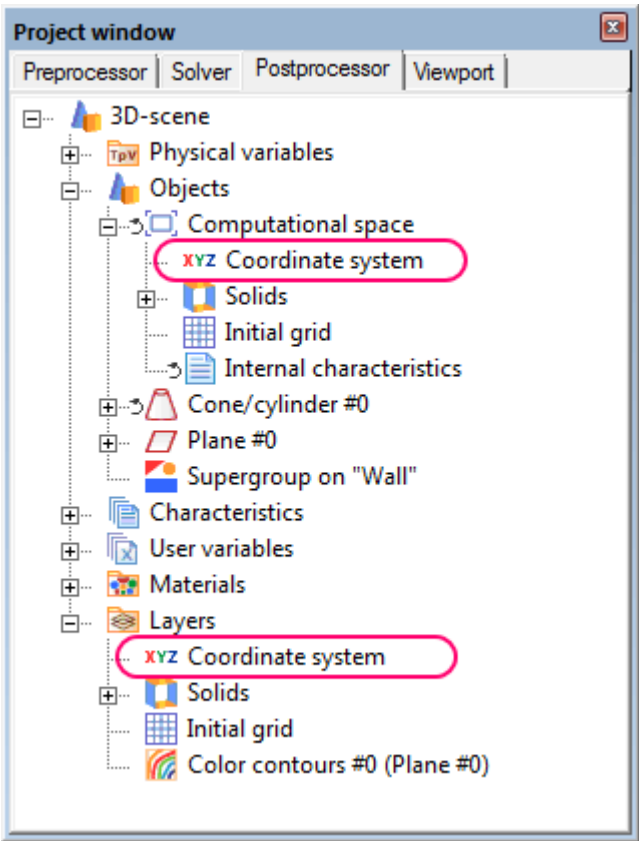 Project window
Preprocessor Solver Postprocessor Viewport
3D-scene
TpV Physical variables
Objects
Computational space
XYZ Coordinate system
Solids
Initial grid
Internal characteristics
Cone/cylinder #0
Plane #0
Supergroup on "Wall"
Characteristics
x User variables
Materials
Layers
XYZ Coordinate system
Solids
Initial grid
Color contours #0 (Plane #0)